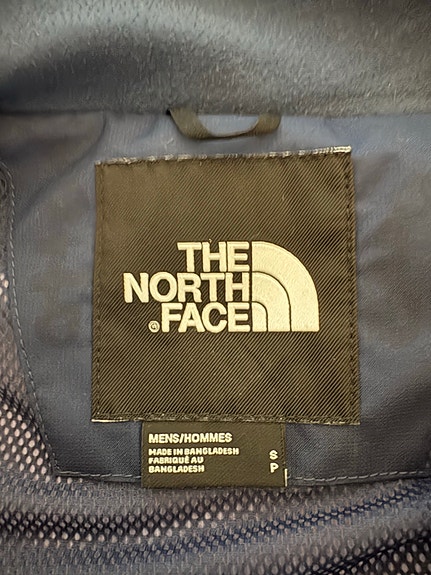 THE
NORTH
®FACE
MENS/HOMMES
MADE IN BANGLADESH
FABRIQUÉ AU
BANGLADESH
S
P